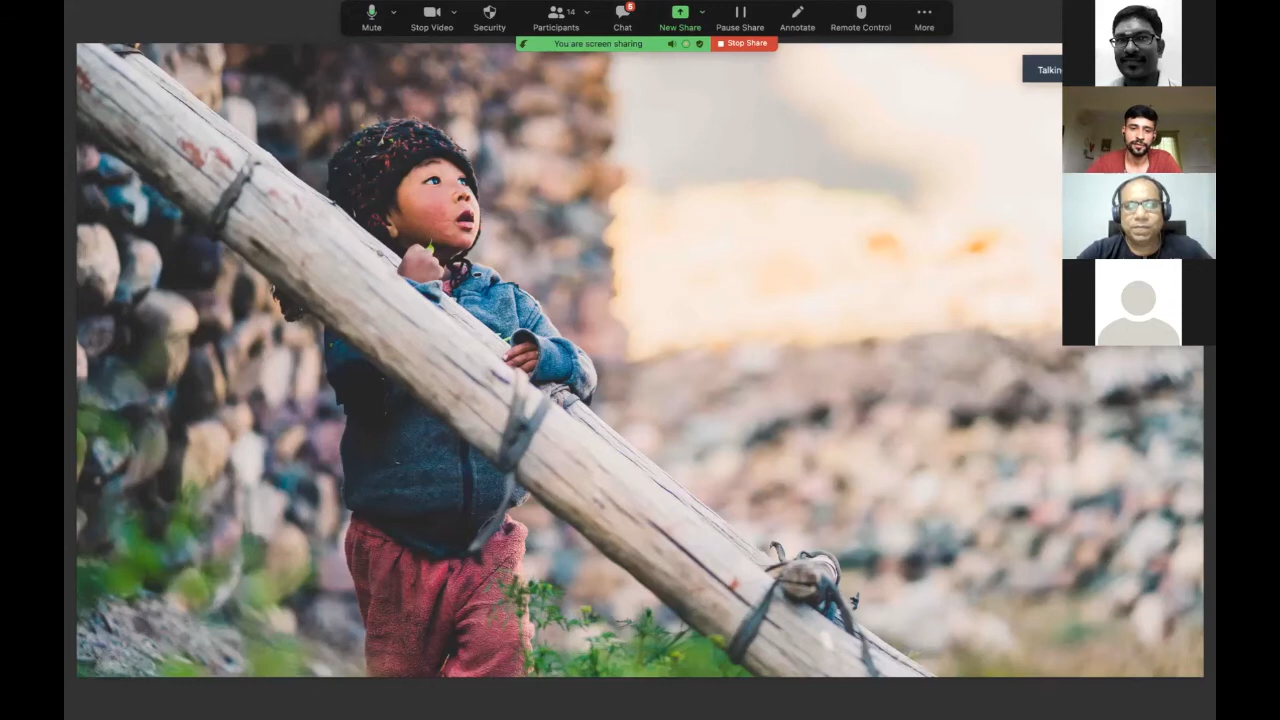 Mute
Stop Video
Security
Participants
14
Chat
5
New Share
Pause Share
Annotate
Remote Control
More
You are screen sharing
Stop Share
Talkin